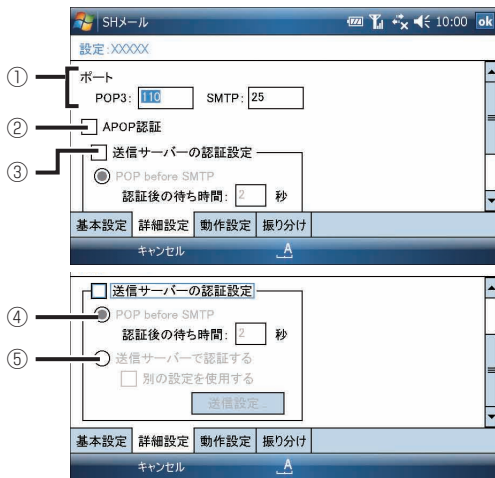 SHメール 10:00 ok
設定:XXXXX
① ポート
POP3: 110 SMTP: 25
② APOP認証
③ 送信サーバーの認証設定
POP before SMTP
認証後の待ち時間: 2 秒
基本設定 詳細設定 動作設定 振り分け
キャンセル A
送信サーバーの認証設定
④ POP before SMTP
認証後の待ち時間: 2 秒
⑤ 送信サーバーで認証する
別の設定を使用する
送信設定...
基本設定 詳細設定 動作設定 振り分け
キャンセル A